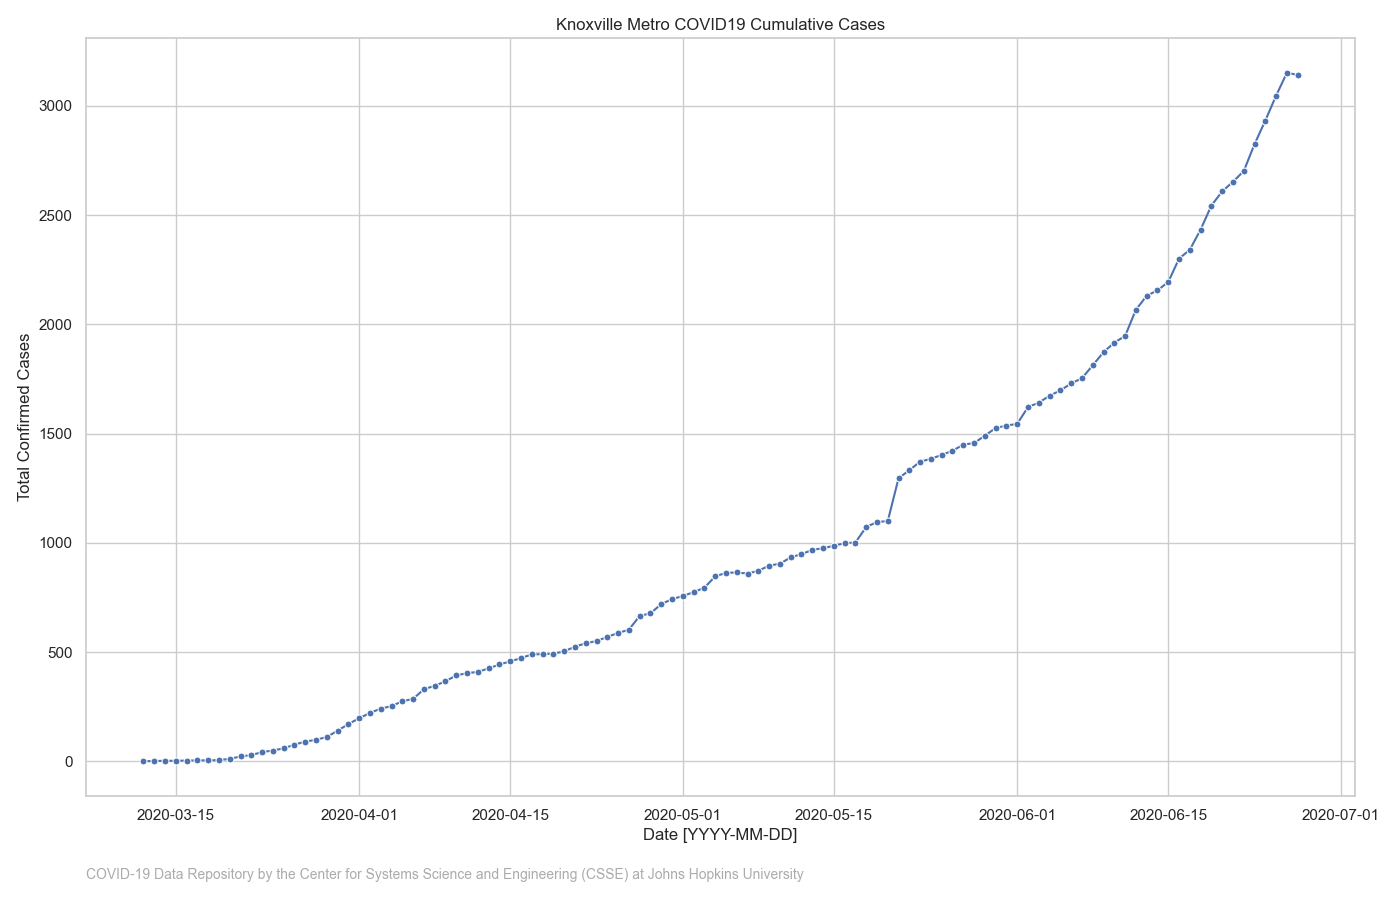 Knoxville Metro COVID19 Cumulative Cases
3000
2500
2000
1500
1000
500
0
Total Confirmed Cases
2020-03-15 2020-04-01 2020-04-15 2020-05-01 2020-05-15 2020-06-01 2020-06-15 2020-07-01
Date [YYYY-MM-DD]
COVID-19 Data Repository by the Center for Systems Science and Engineering (CSSE) at Johns Hopkins University